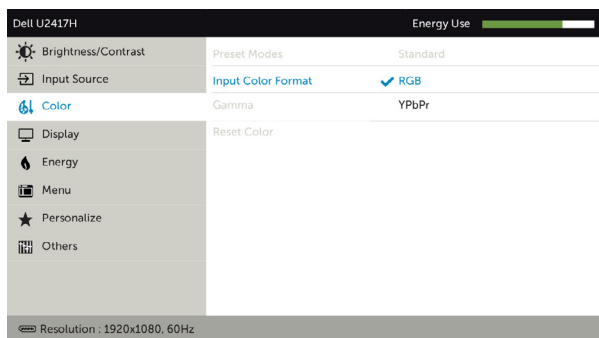 Dell U2417H
Energy Use
Brightness/Contrast
Input Source
Color
Display
Energy
Menu
Personalize
Others
Preset Modes
Standard
Input Color Format
RGB
Gamma
YPbPr
Reset Color
Resolution : 1920x1080, 60Hz